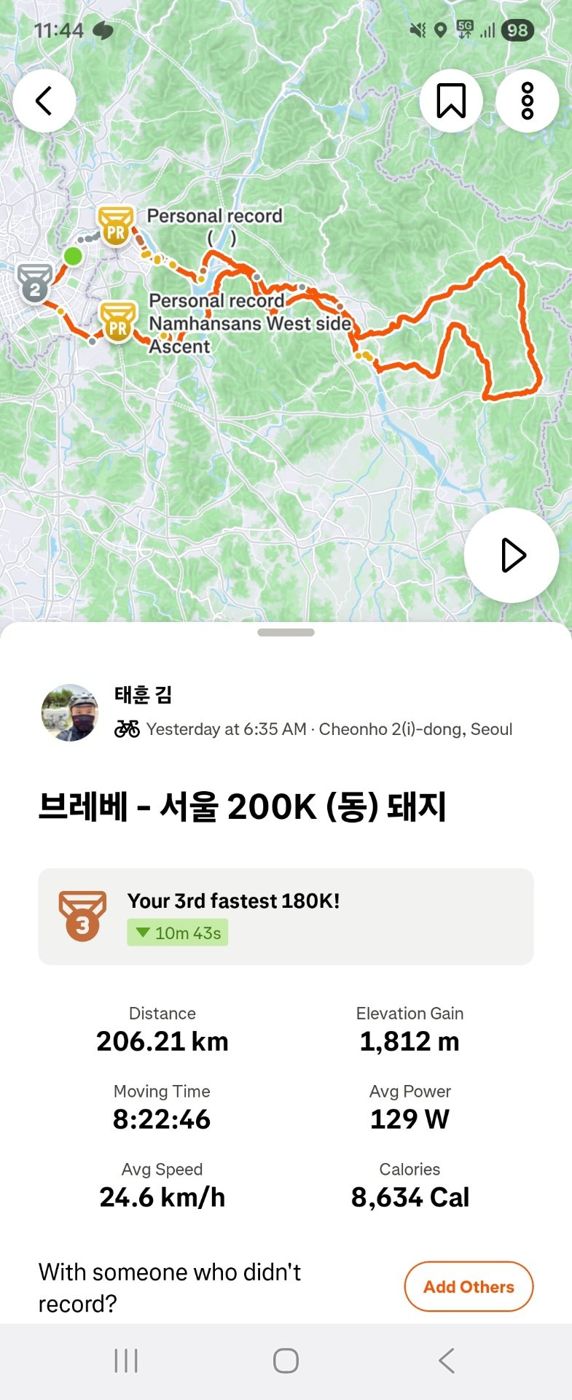 11:44
5G
98
Personal record
( )
PR
2
Personal record
PR
Namhansans West side
Ascent
태훈 김
Yesterday at 6:35 AM · Cheonho 2(i)-dong, Seoul
브레베 - 서울 200K (동) 돼지
Your 3rd fastest 180K!
3
▼ 10m 43s
Distance
Elevation Gain
206.21 km
1,812 m
Moving Time
Avg Power
8:22:46
129 W
Avg Speed
Calories
24.6 km/h
8,634 Cal
With someone who didn't
record?
Add Others